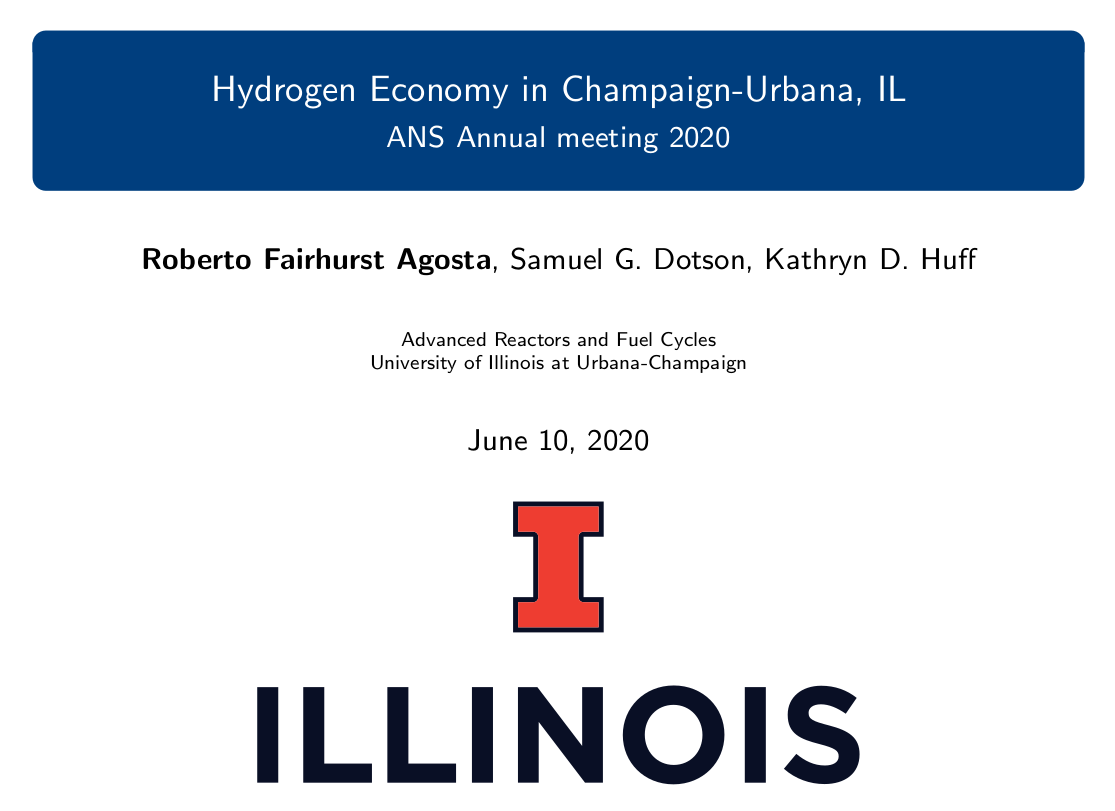 Hydrogen Economy in Champaign-Urbana, IL
ANS Annual meeting 2020
Roberto Fairhurst Agosta, Samuel G. Dotson, Kathryn D. Huff
Advanced Reactors and Fuel Cycles
University of Illinois at Urbana-Champaign
June 10, 2020
I
ILLINOIS